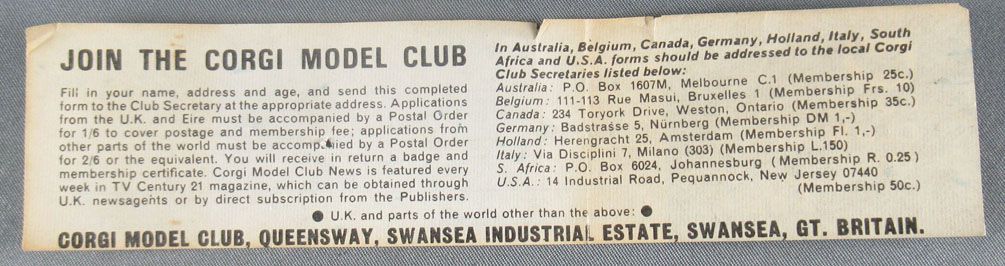 JOIN THE CORGI MODEL CLUB
Fill in your name, address and age, and send this completed
form to the Club Secretary at the appropriate address. Applications
from the U.K. and Eire must be accompanied by a Postal Order
for 1/6 to cover postage and membership fee; applications from
other parts of the world must be accompanied by a Postal Order
for 2/6 or the equivalent. You will receive in return a badge and
membership certificate. Corgi Model Club News is featured every
week in TV Century 21 magazine, which can be obtained through
U.K. newsagents or by direct subscription from the Publishers.
In Australia, Belgium, Canada, Germany, Holland, Italy, South
Africa and U.S.A. forms should be addressed to the local Corgi
Club Secretaries listed below:
Australia: P.O. Box 1607M, Melbourne C.1 (Membership 25c.)
Belgium: 111-113 Rue Masui, Bruxelles 1 (Membership Frs. 10)
Canada: 234 Toryork Drive, Weston, Ontario (Membership 35c.)
Germany: Badstrasse 5, Nürnberg (Membership DM 1,-)
Holland: Herengracht 25, Amsterdam (Membership Fl. 1,-)
Italy: Via Disciplini 7, Milano (303) (Membership L.150)
S. Africa: P.O. Box 6024, Johannesburg (Membership R. 0.25)
U.S.A.: 14 Industrial Road, Pequannock, New Jersey 07440
(Membership 50c.)
● U.K. and parts of the world other than the above: ●
CORGI MODEL CLUB, QUEENSWAY, SWANSEA INDUSTRIAL ESTATE, SWANSEA, GT. BRITAIN.